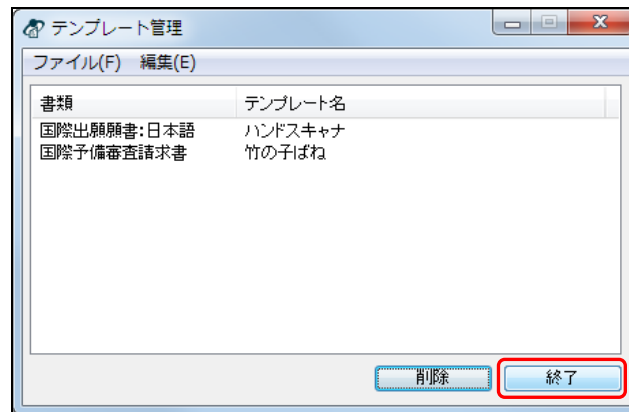 テンプレート管理
ファイル(F) 編集(E)
書類 テンプレート名
国際出願願書:日本語 ハンドスキャナ
国際予備審査請求書 竹の子ばね
削除 終了